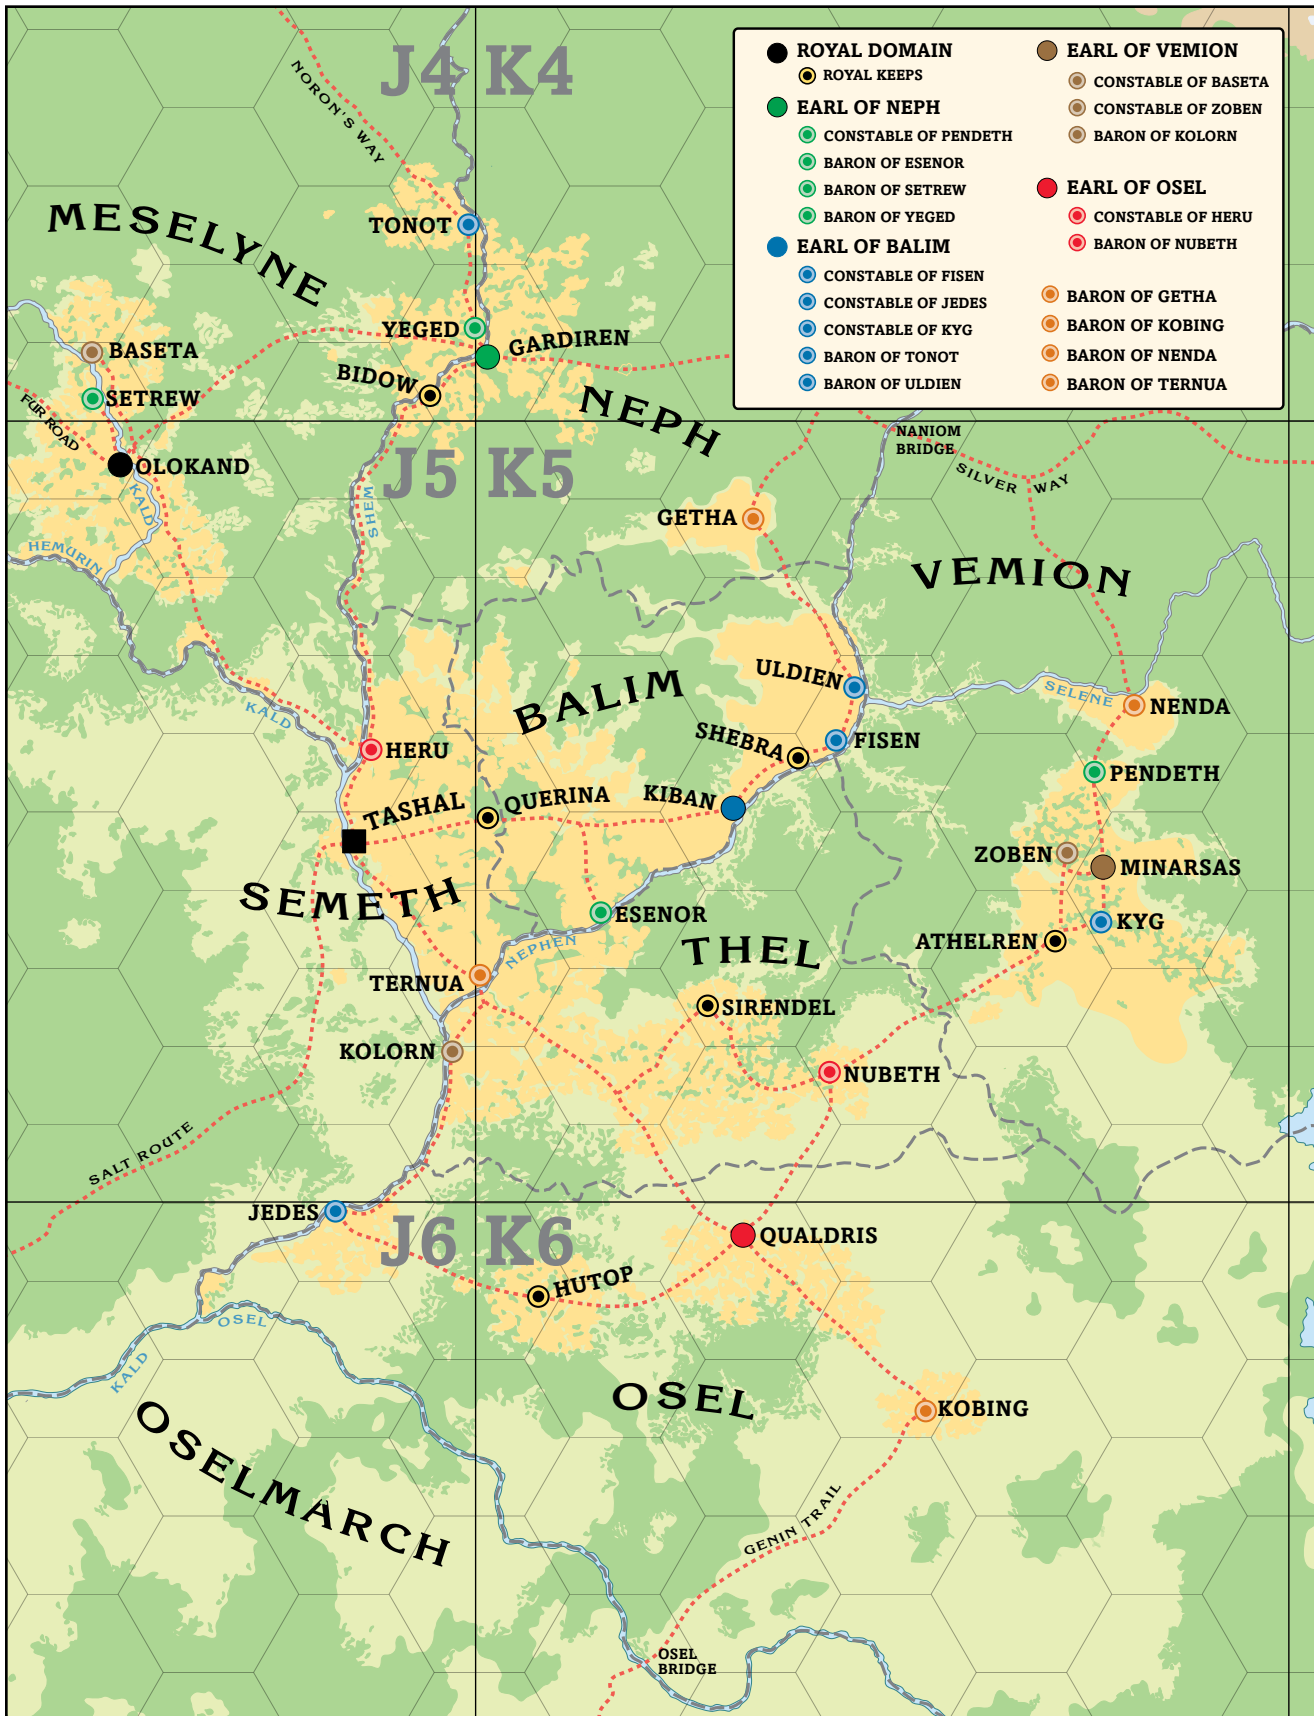 J4 K4
NORON'S WAY
ROYAL DOMAIN
ROYAL KEEPS
EARL OF NEPH
CONSTABLE OF PENDETH
BARON OF ESENOR
BARON OF SETREW
BARON OF YEGED
EARL OF BALIM
CONSTABLE OF FISEN
CONSTABLE OF JEDES
CONSTABLE OF KYG
BARON OF TONOT
BARON OF ULDIEN
EARL OF VEMION
CONSTABLE OF BASETA
CONSTABLE OF ZOBEN
BARON OF KOLORN
EARL OF OSEL
CONSTABLE OF HERU
BARON OF NUBETH
BARON OF GETHA
BARON OF KOBING
BARON OF NENDA
BARON OF TERNUA
MESELYNE
TONOT
YEGED
GARDIREN
BASETA
BIDOW
SETREW
NEPH
FUR ROAD
NANIOM
BRIDGE
OLOKAND
J5 K5
SILVER WAY
KALD
SHEM
GETHA
HEMURIN
VEMION
ULDIEN
BALIM
SELENE
NENDA
KALD
HERU
SHEBRA
FISEN
PENDETH
TASHAL
QUERINA
KIBAN
ZOBEN
MINARSAS
SEMETH
ESENOR
KYG
ATHELREN
NEPHEN
THEL
TERNUA
SIRENDEL
KOLORN
NUBETH
SALT ROUTE
JEDES
J6 K6
QUALDRIS
HUTOP
OSEL
KALD
OSEL
KOBING
OSELMARCH
GENIN TRAIL
OSEL
BRIDGE